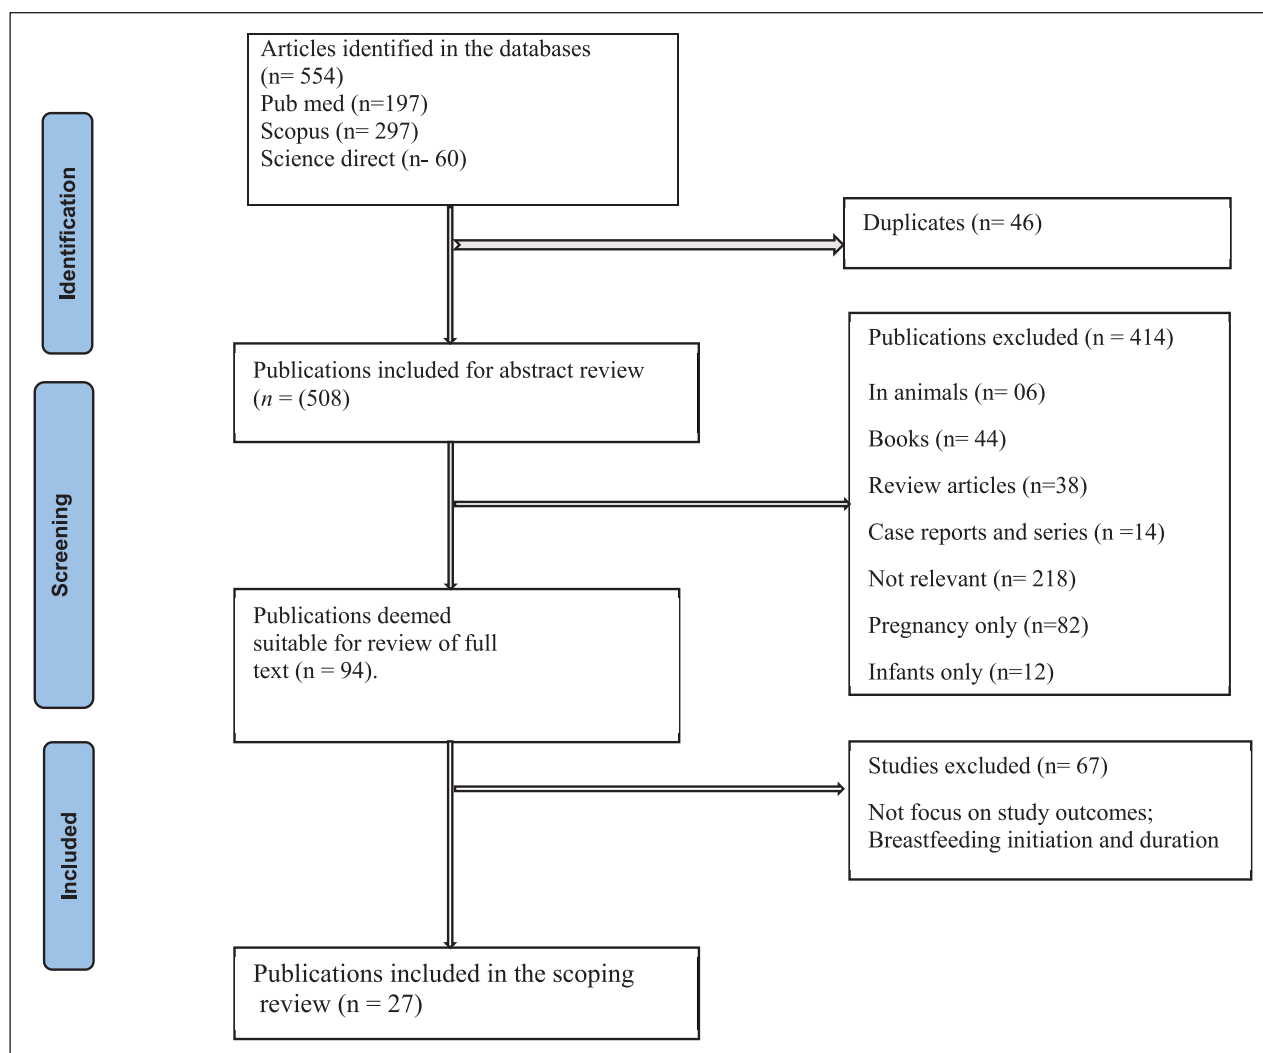 Articles identified in the databases
(n= 554)
Pub med (n=197)
Scopus (n= 297)
Science direct (n- 60)
Identification
Duplicates (n= 46)
Publications included for abstract review
(n = (508)
Publications excluded (n = 414)
In animals (n= 06)
Books (n= 44)
Review articles (n=38)
Case reports and series (n =14)
Not relevant (n= 218)
Pregnancy only (n=82)
Infants only (n=12)
Screening
Publications deemed
suitable for review of full
text (n = 94).
Studies excluded (n= 67)
Not focus on study outcomes;
Breastfeeding initiation and duration
Included
Publications included in the scoping
review (n = 27)